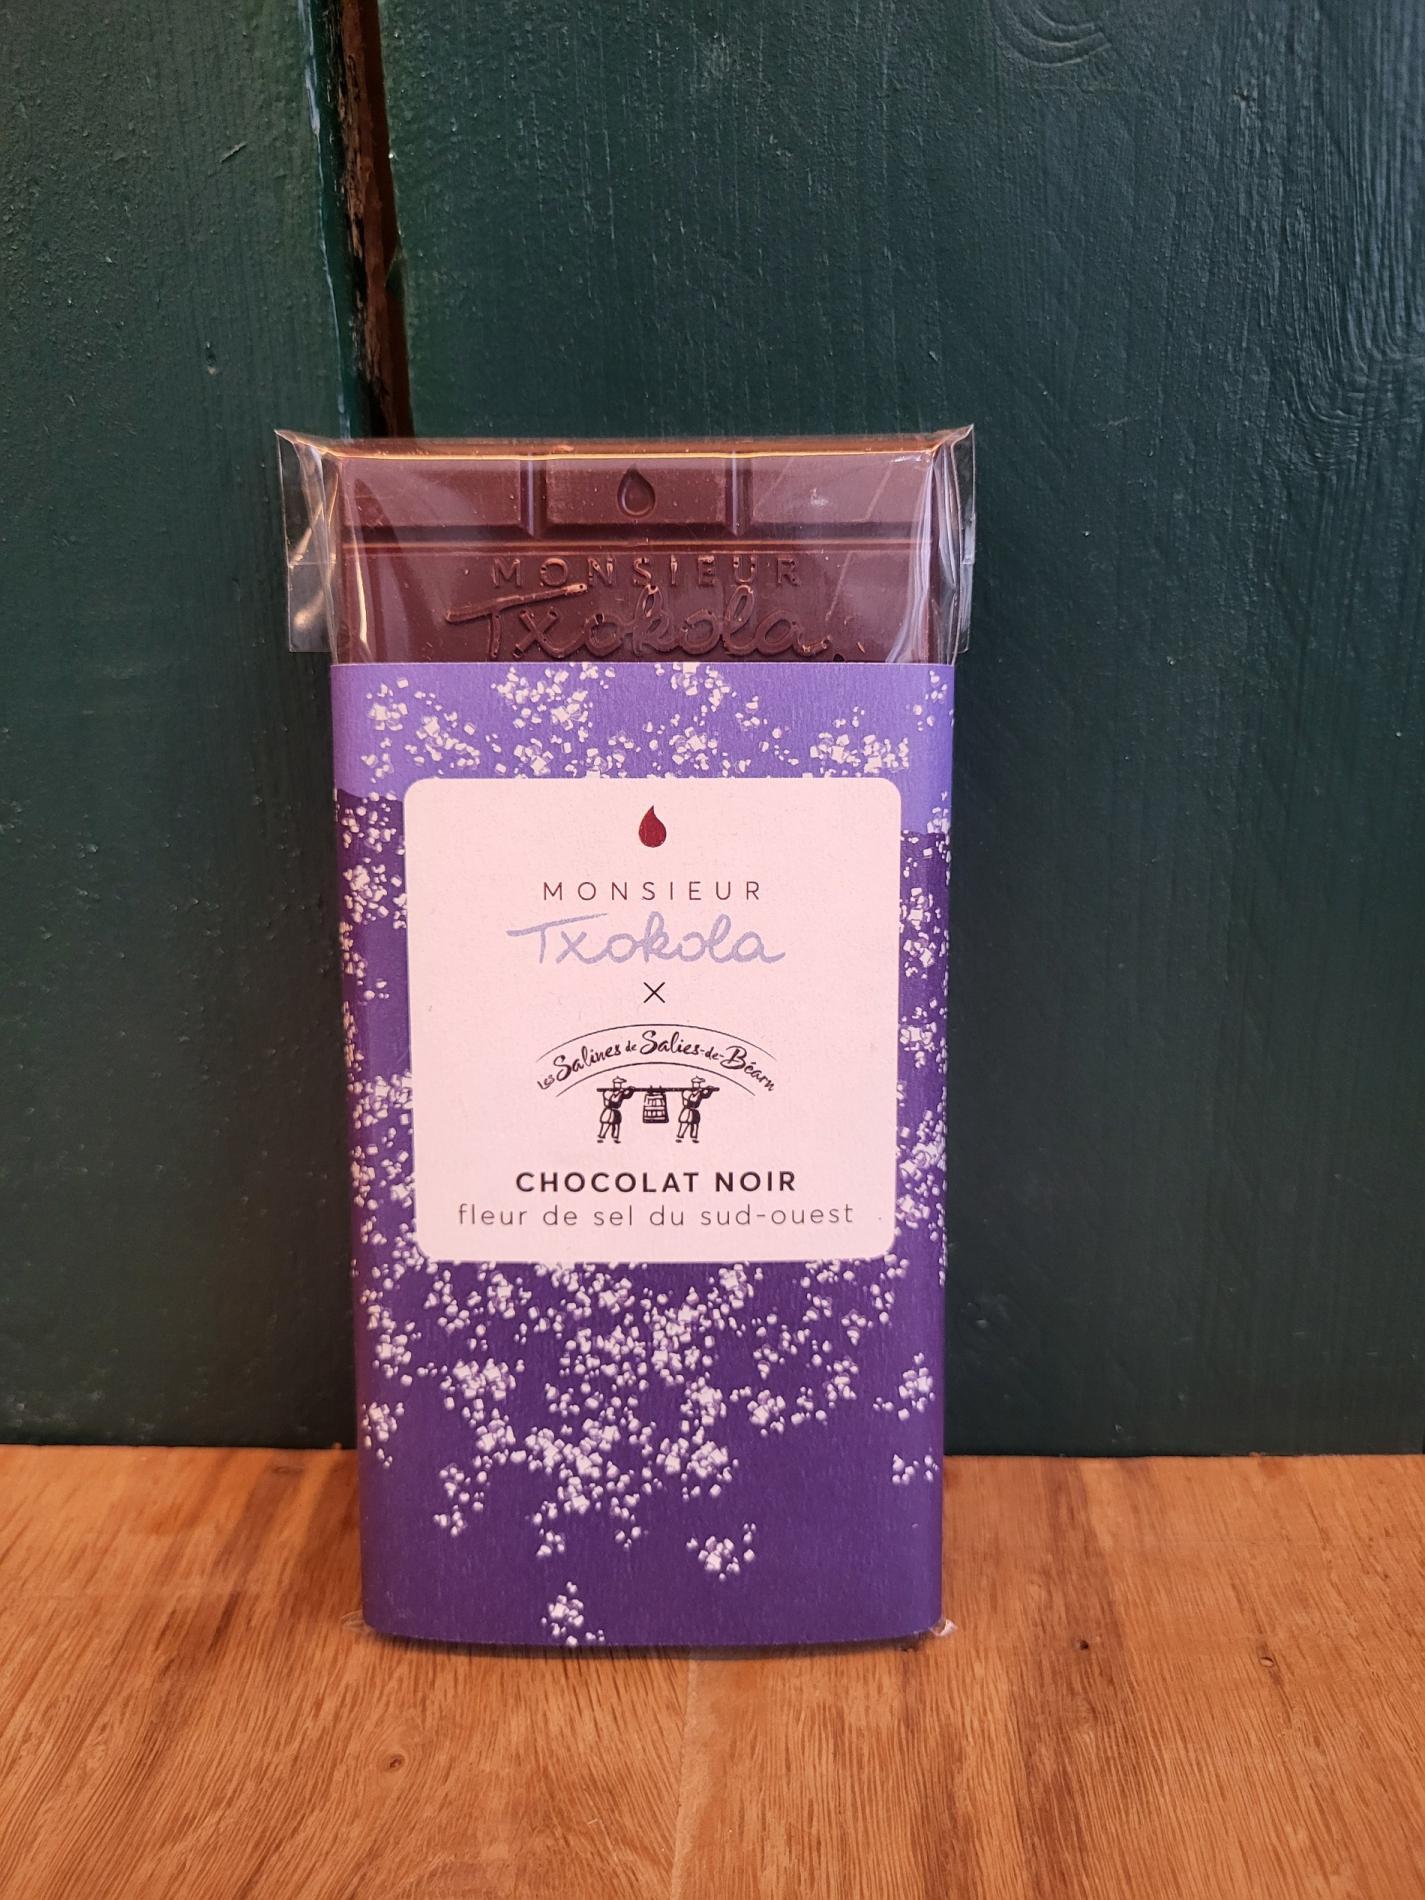 MONSIEUR
Txokola
MONSIEUR
Txokola
×
Les Salines de Salies-de-Béarn
CHOCOLAT NOIR
fleur de sel du sud-ouest